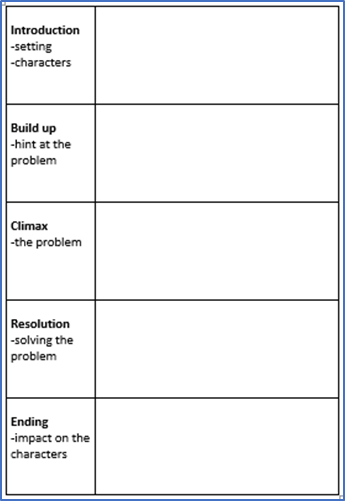 Introduction
-setting
-characters
Build up
-hint at the
problem
Climax
-the problem
Resolution
-solving the
problem
Ending
-impact on the
characters